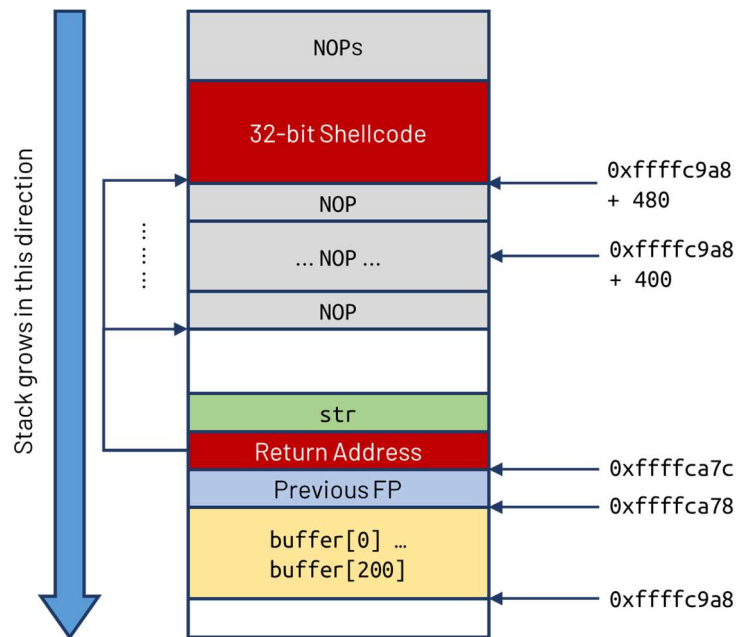 Stack grows in this direction
NOPs
32-bit Shellcode
0xffffc9a8
+ 480
NOP
... NOP ...
0xffffc9a8
+ 400
NOP
str
Return Address
0xffffca7c
Previous FP
0xffffca78
buffer[0] ...
buffer[200]
0xffffc9a8